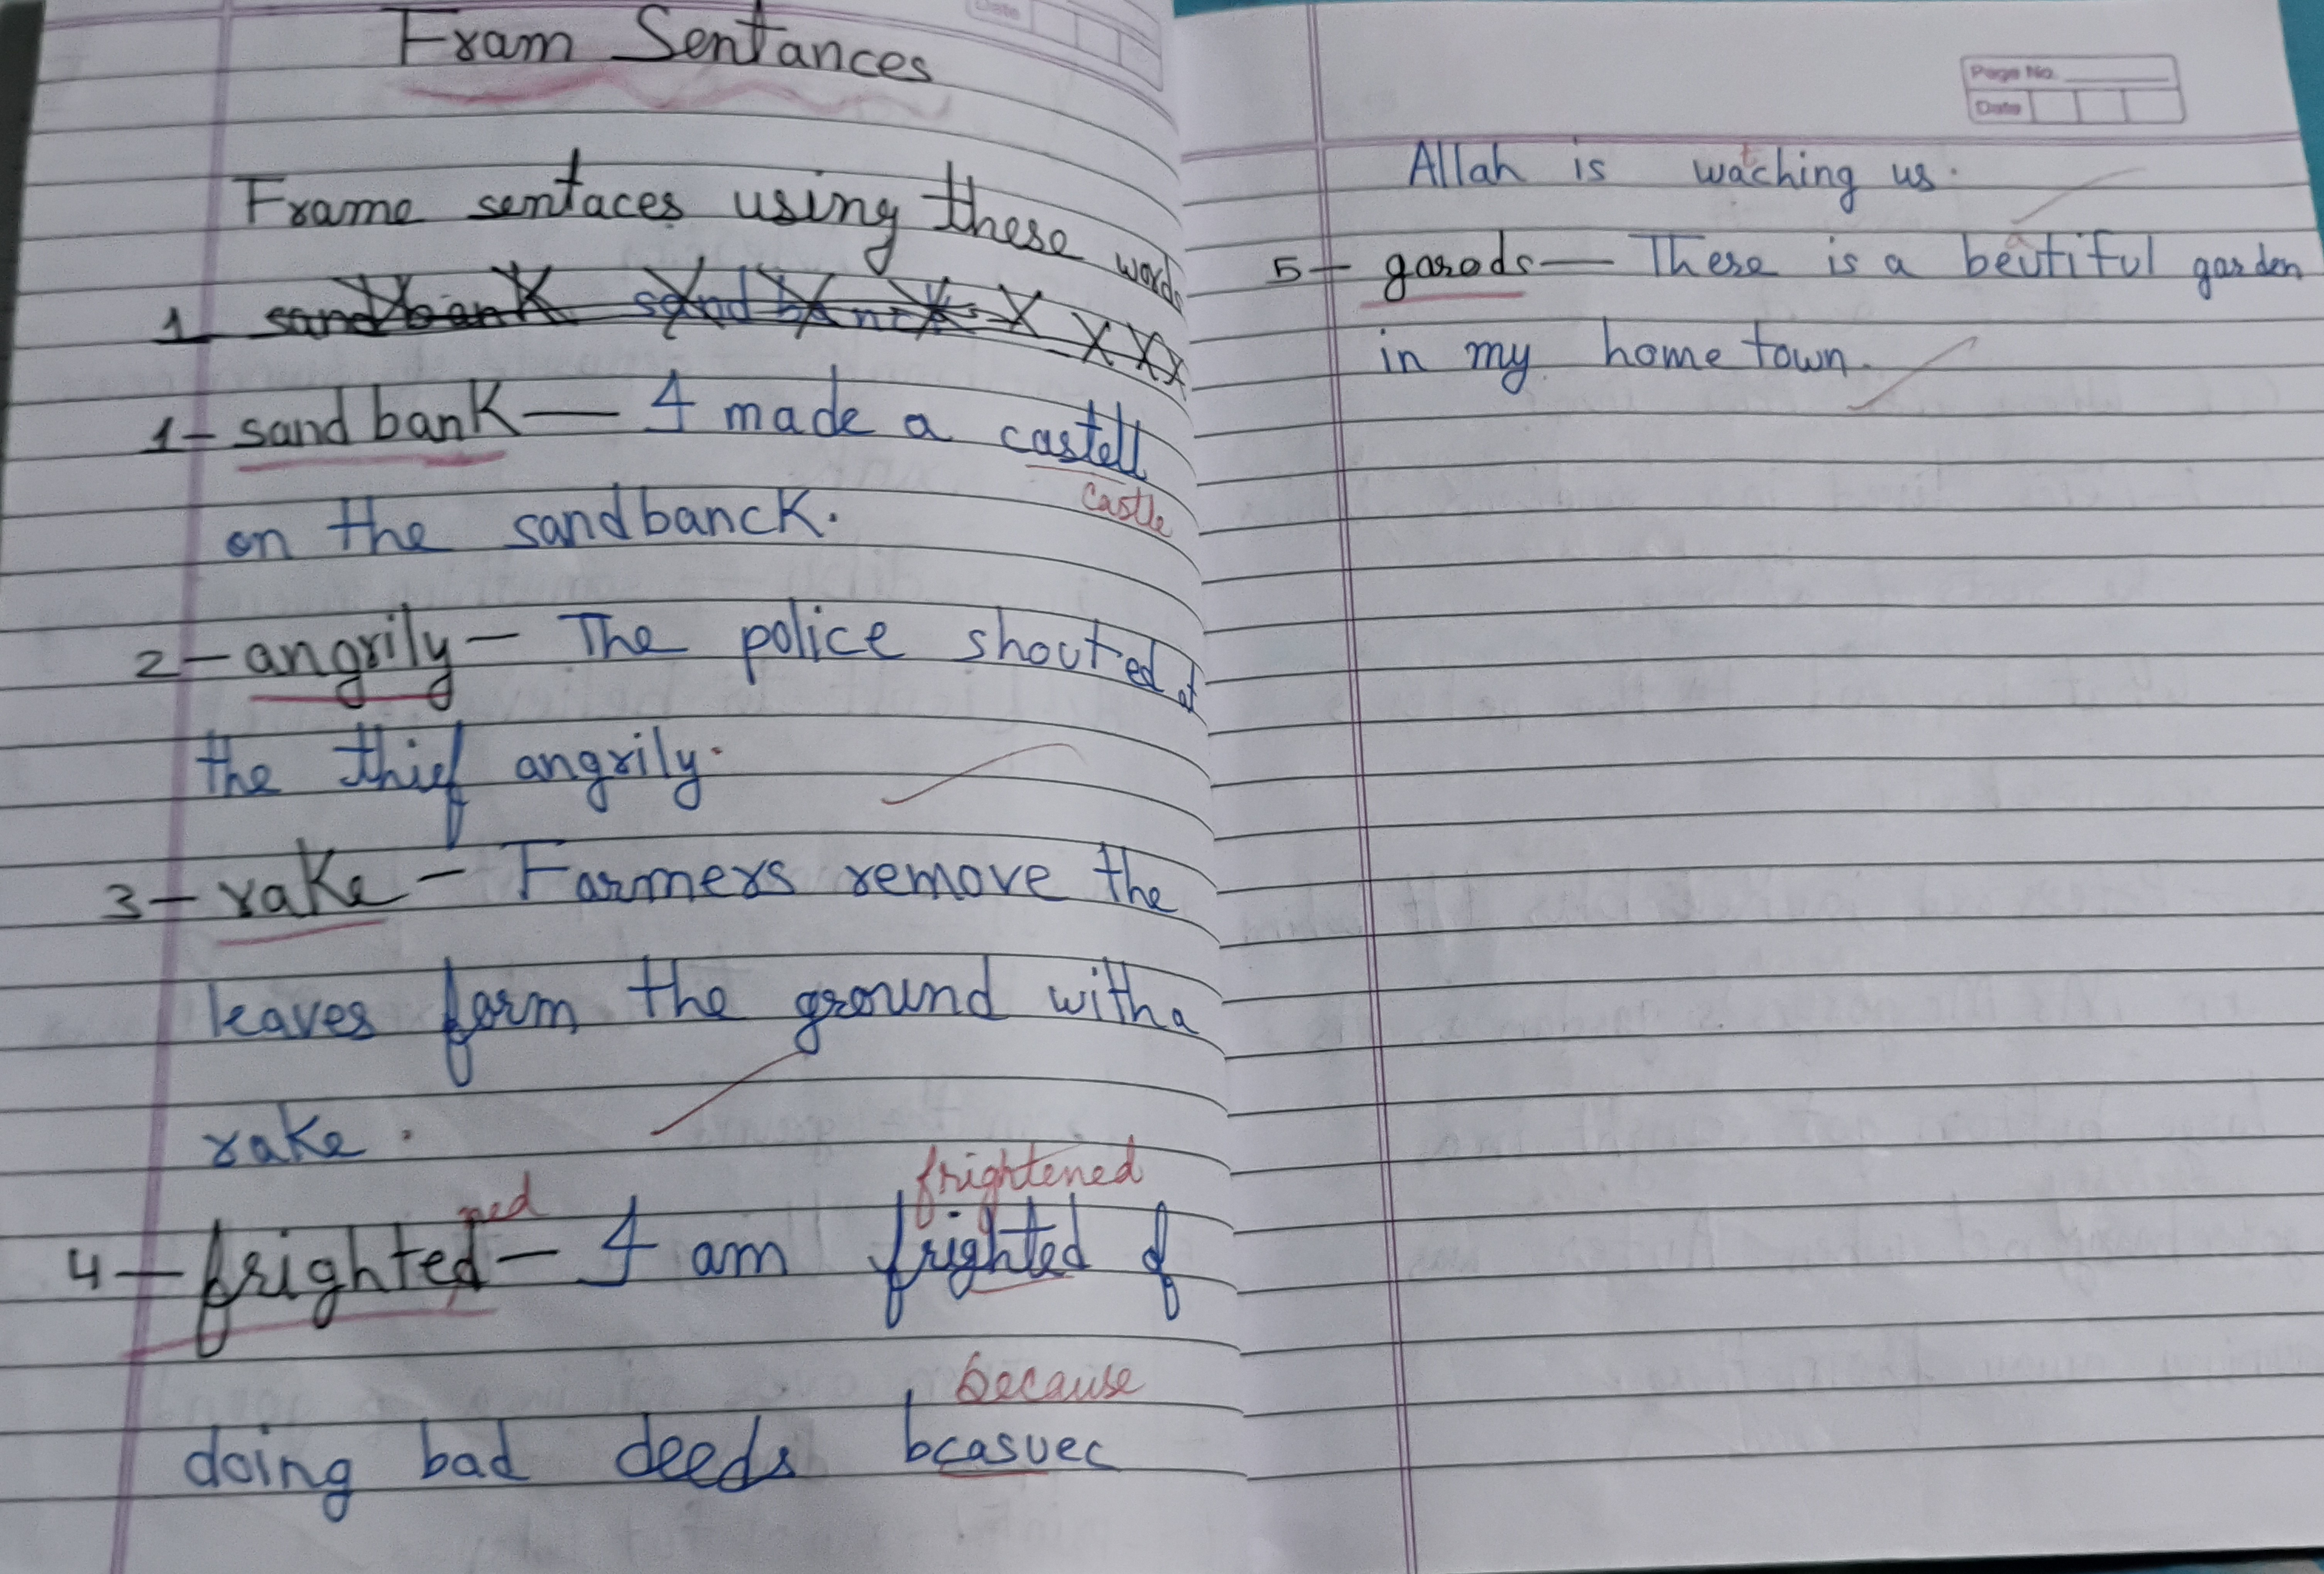 Date
Fram Sentances
Frame sentaces using these words
1 sandbank sand banck
1- sand bank — I made a castell
castle
on the sandbanck.
2- angrily - The police shouted at
the thief angrily.
3- rake - Farmers remove the
leaves form the ground with a
rake.
frightened
ned
4- frighted - I am frighted of
because
doing bad deeds bcasuec
Page No.
Date
t
Allah is waching us.
a
5- garods — There is a beutiful garden
in my home town.